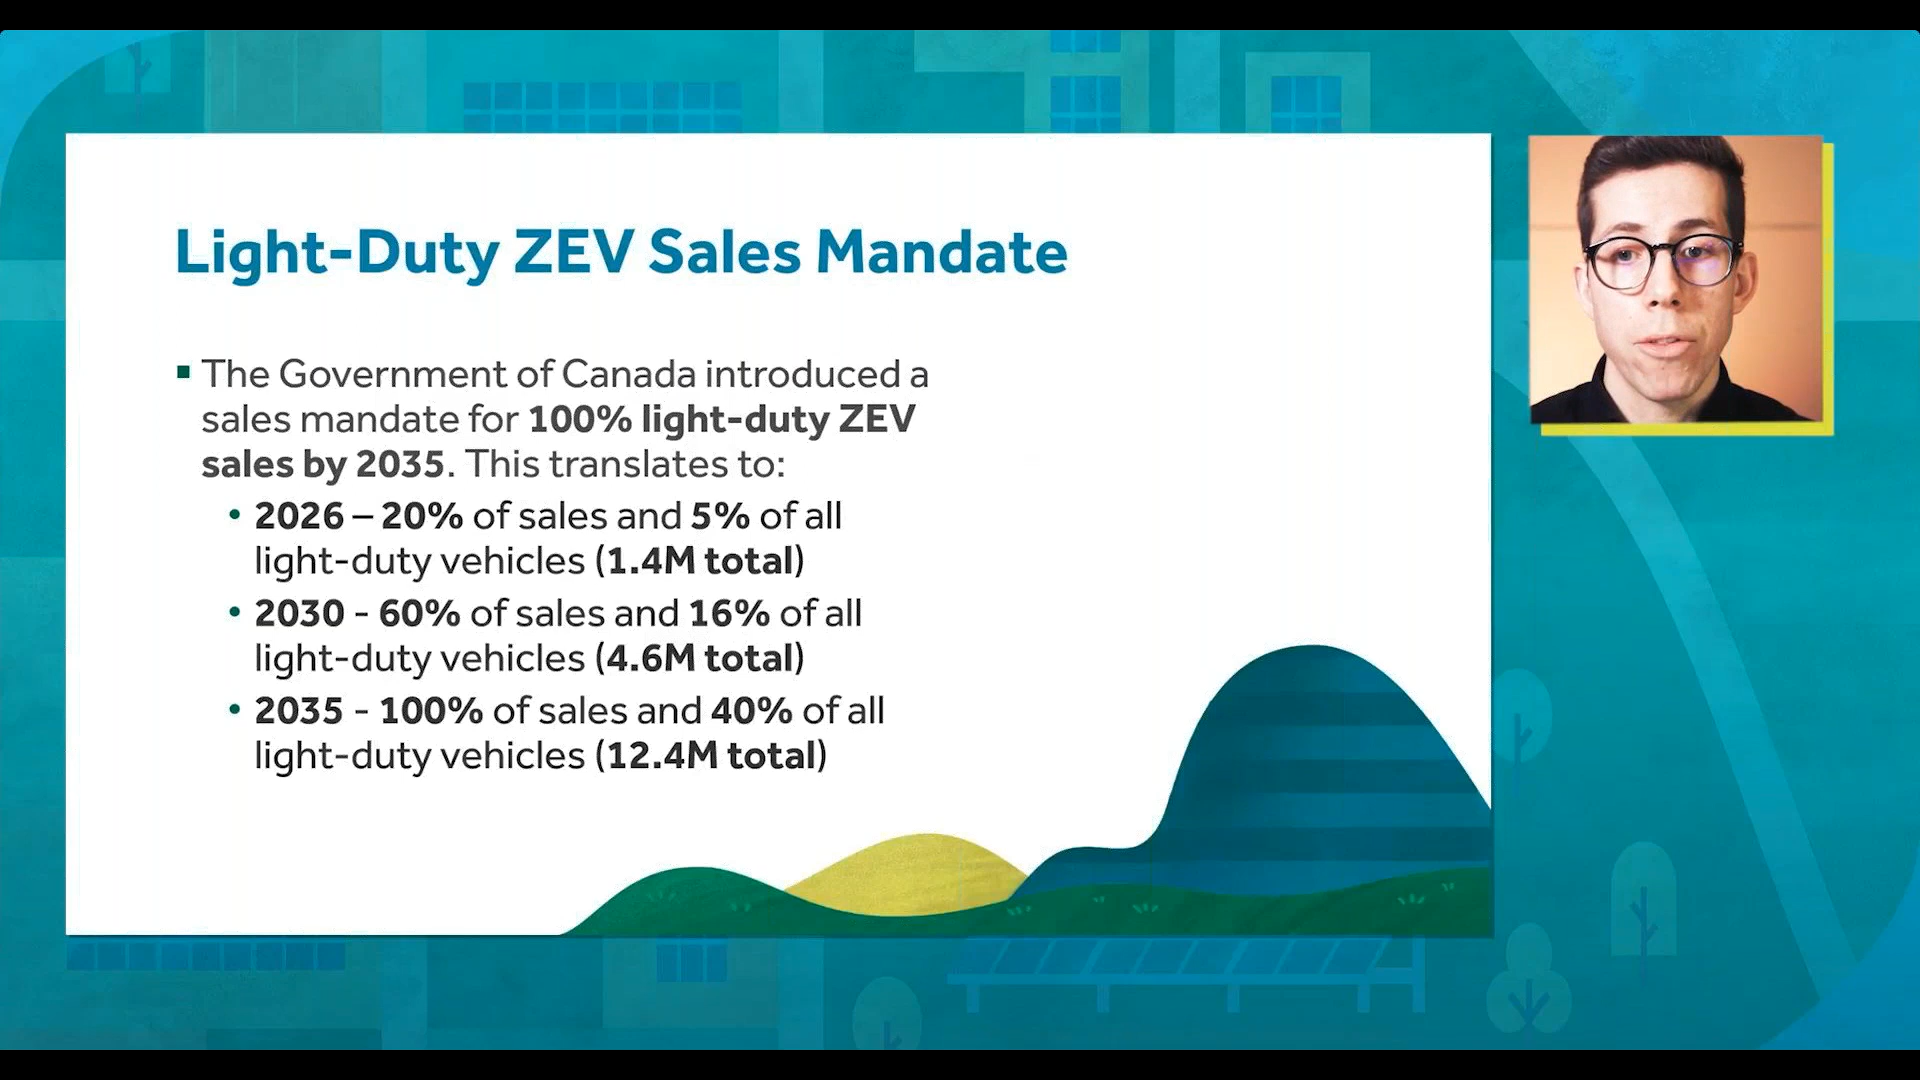 Light-Duty ZEV Sales Mandate
▪ The Government of Canada introduced a
sales mandate for 100% light-duty ZEV
sales by 2035. This translates to:
• 2026 – 20% of sales and 5% of all
light-duty vehicles (1.4M total)
• 2030 - 60% of sales and 16% of all
light-duty vehicles (4.6M total)
• 2035 - 100% of sales and 40% of all
light-duty vehicles (12.4M total)